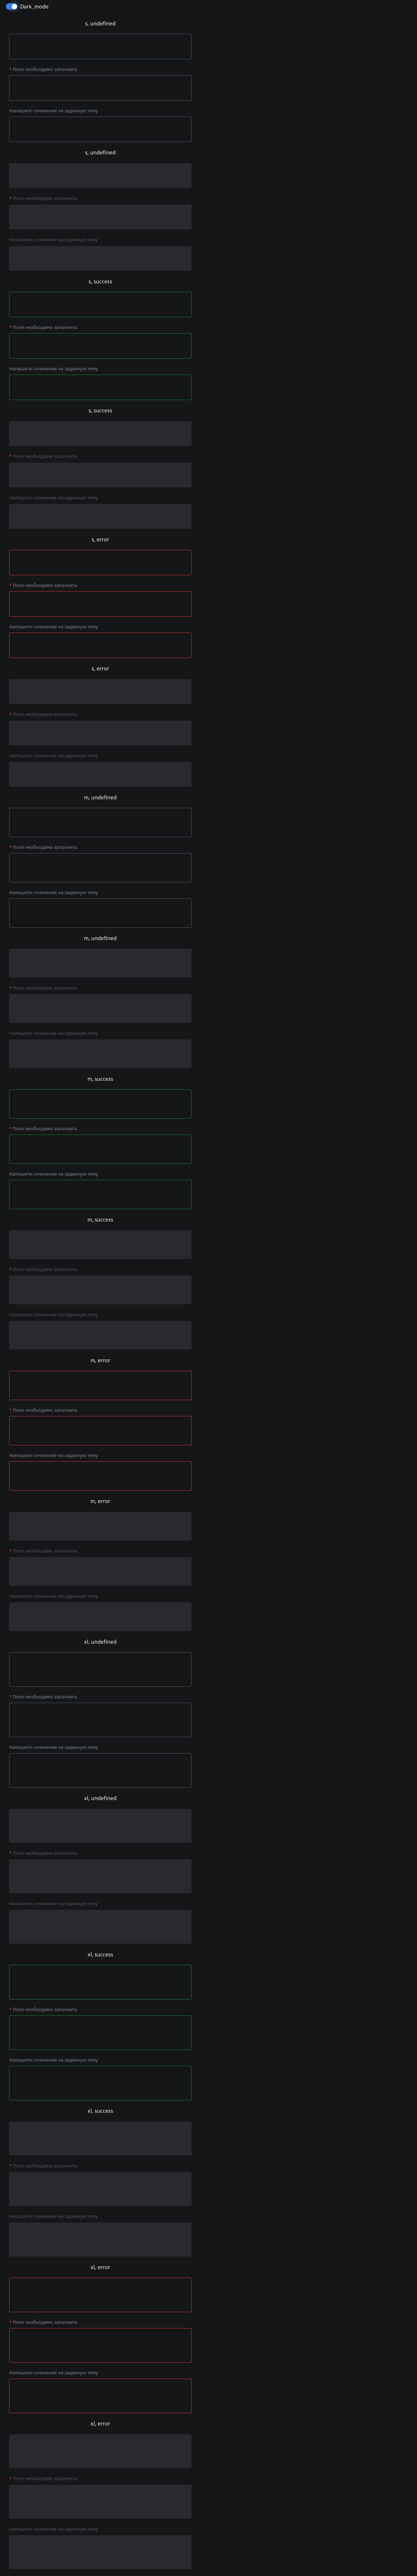 Dark_mode
s, undefined
* Поле необходимо заполнить
Напишите сочинение на заданную тему
s, undefined
* Поле необходимо заполнить
Напишите сочинение на заданную тему
s, success
* Поле необходимо заполнить
Напишите сочинение на заданную тему
s, success
* Поле необходимо заполнить
Напишите сочинение на заданную тему
s, error
* Поле необходимо заполнить
Напишите сочинение на заданную тему
s, error
* Поле необходимо заполнить
Напишите сочинение на заданную тему
m, undefined
* Поле необходимо заполнить
Напишите сочинение на заданную тему
m, undefined
* Поле необходимо заполнить
Напишите сочинение на заданную тему
m, success
* Поле необходимо заполнить
Напишите сочинение на заданную тему
m, success
* Поле необходимо заполнить
Напишите сочинение на заданную тему
m, error
* Поле необходимо заполнить
Напишите сочинение на заданную тему
m, error
* Поле необходимо заполнить
Напишите сочинение на заданную тему
xl, undefined
* Поле необходимо заполнить
Напишите сочинение на заданную тему
xl, undefined
* Поле необходимо заполнить
Напишите сочинение на заданную тему
xl, success
* Поле необходимо заполнить
Напишите сочинение на заданную тему
xl, success
* Поле необходимо заполнить
Напишите сочинение на заданную тему
xl, error
* Поле необходимо заполнить
Напишите сочинение на заданную тему
xl, error
* Поле необходимо заполнить
Напишите сочинение на заданную тему